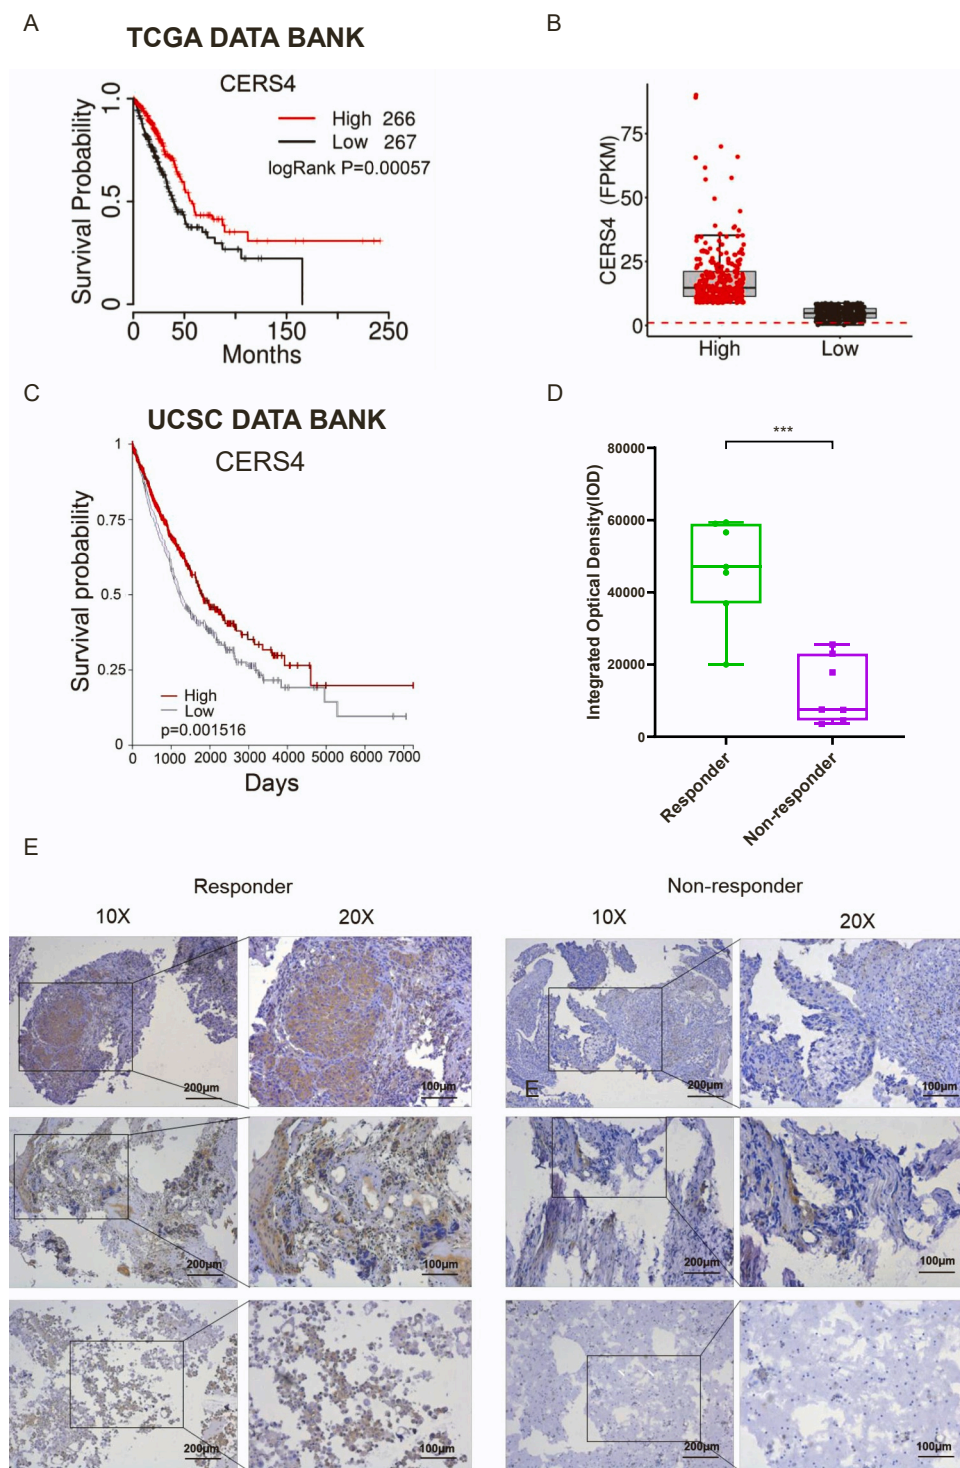 A
TCGA DATA BANK
CERS4
High 266
Low 267
logRank P=0.00057
Survival Probability
1.0
0.5
0
0 50 150 250
Months
B
CERS4 (FPKM)
75
50
25
0
High Low
C
UCSC DATA BANK
CERS4
Survival probability
1
0.75
0.5
0.25
0
High
Low
p=0.001516
0 1000 2000 3000 4000 5000 6000 7000
Days
D
***
Integrated Optical Density(IOD)
80000
60000
40000
20000
0
Responder
Non-responder
E
Responder Non-responder
10X 20X 10X 20X
200μm 100μm 200μm 100μm
E
200μm 100μm 200μm 100μm
200μm 100μm 200μm 100μm